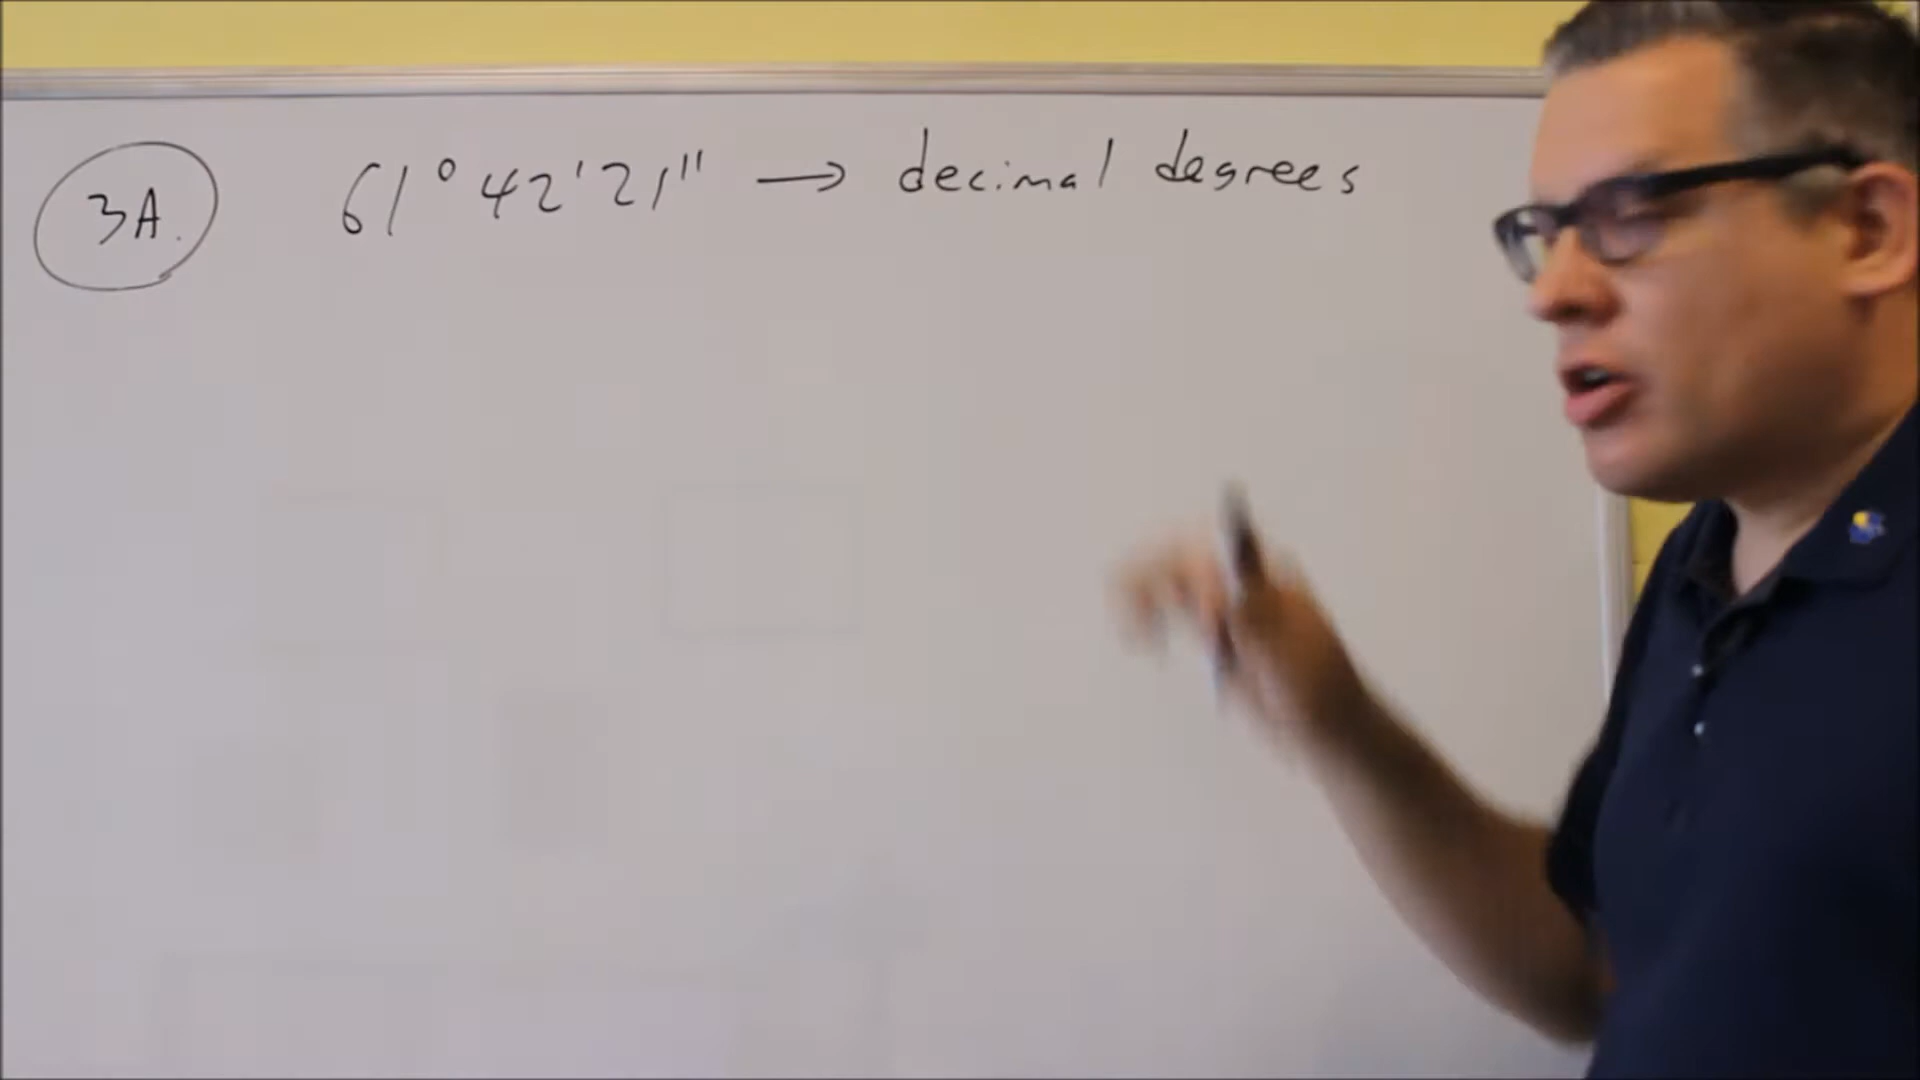 3A. 61° 42' 21" → decimal degrees